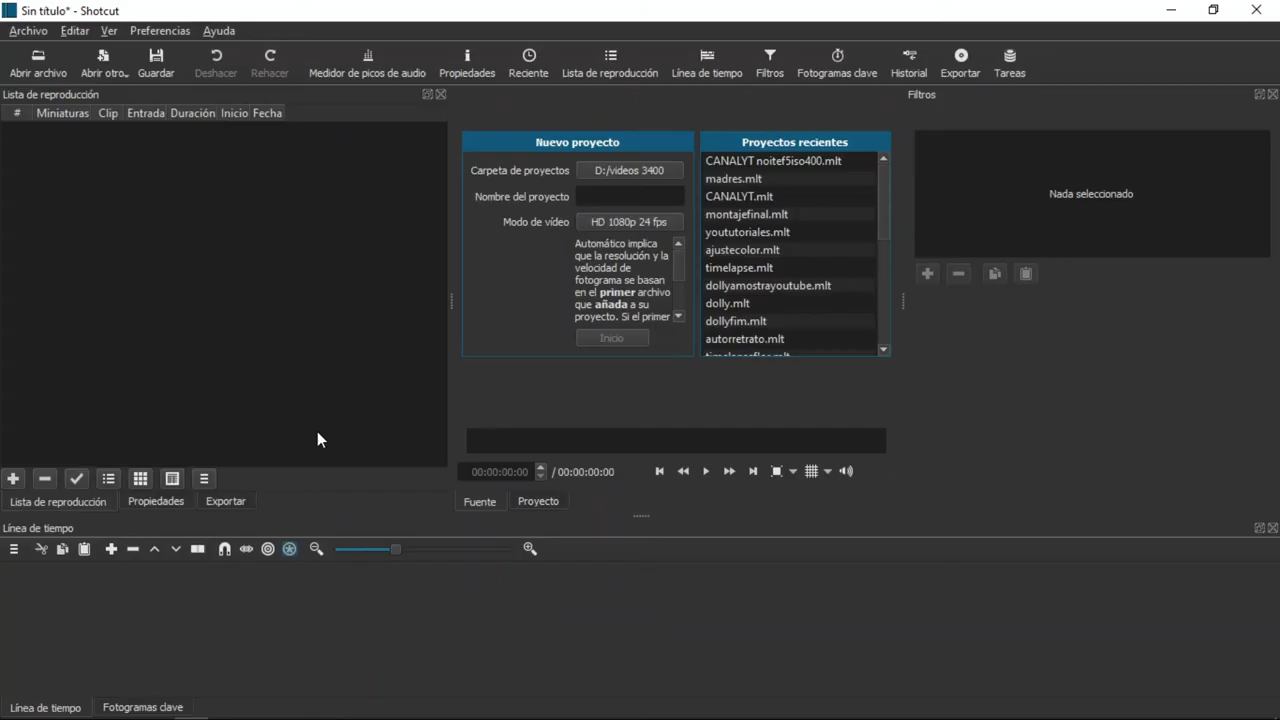 Sin título* - Shotcut
Archivo Editar Ver Preferencias Ayuda
Abrir archivo Abrir otro... Guardar Deshacer Rehacer Medidor de picos de audio Propiedades Reciente Lista de reproducción Línea de tiempo Filtros Fotogramas clave Historial Exportar Tareas
Lista de reproducción
# Miniaturas Clip Entrada Duración Inicio Fecha
Nuevo proyecto
Carpeta de proyectos D:/videos 3400
Nombre del proyecto
Modo de vídeo HD 1080p 24 fps
Automático implica
que la resolución y la
velocidad de
fotograma se basan
en el primer archivo
que añada a su
proyecto. Si el primer
Inicio
Proyectos recientes
CANALYT noitef5iso400.mlt
madres.mlt
CANALYT.mlt
montajefinal.mlt
yoututoriales.mlt
ajustecolor.mlt
timelapse.mlt
dollyamostrayoutube.mlt
dolly.mlt
dollyfim.mlt
autorretrato.mlt
Filtros
Nada seleccionado
00:00:00:00 / 00:00:00:00
Lista de reproducción Propiedades Exportar
Fuente Proyecto
Línea de tiempo
Línea de tiempo Fotogramas clave